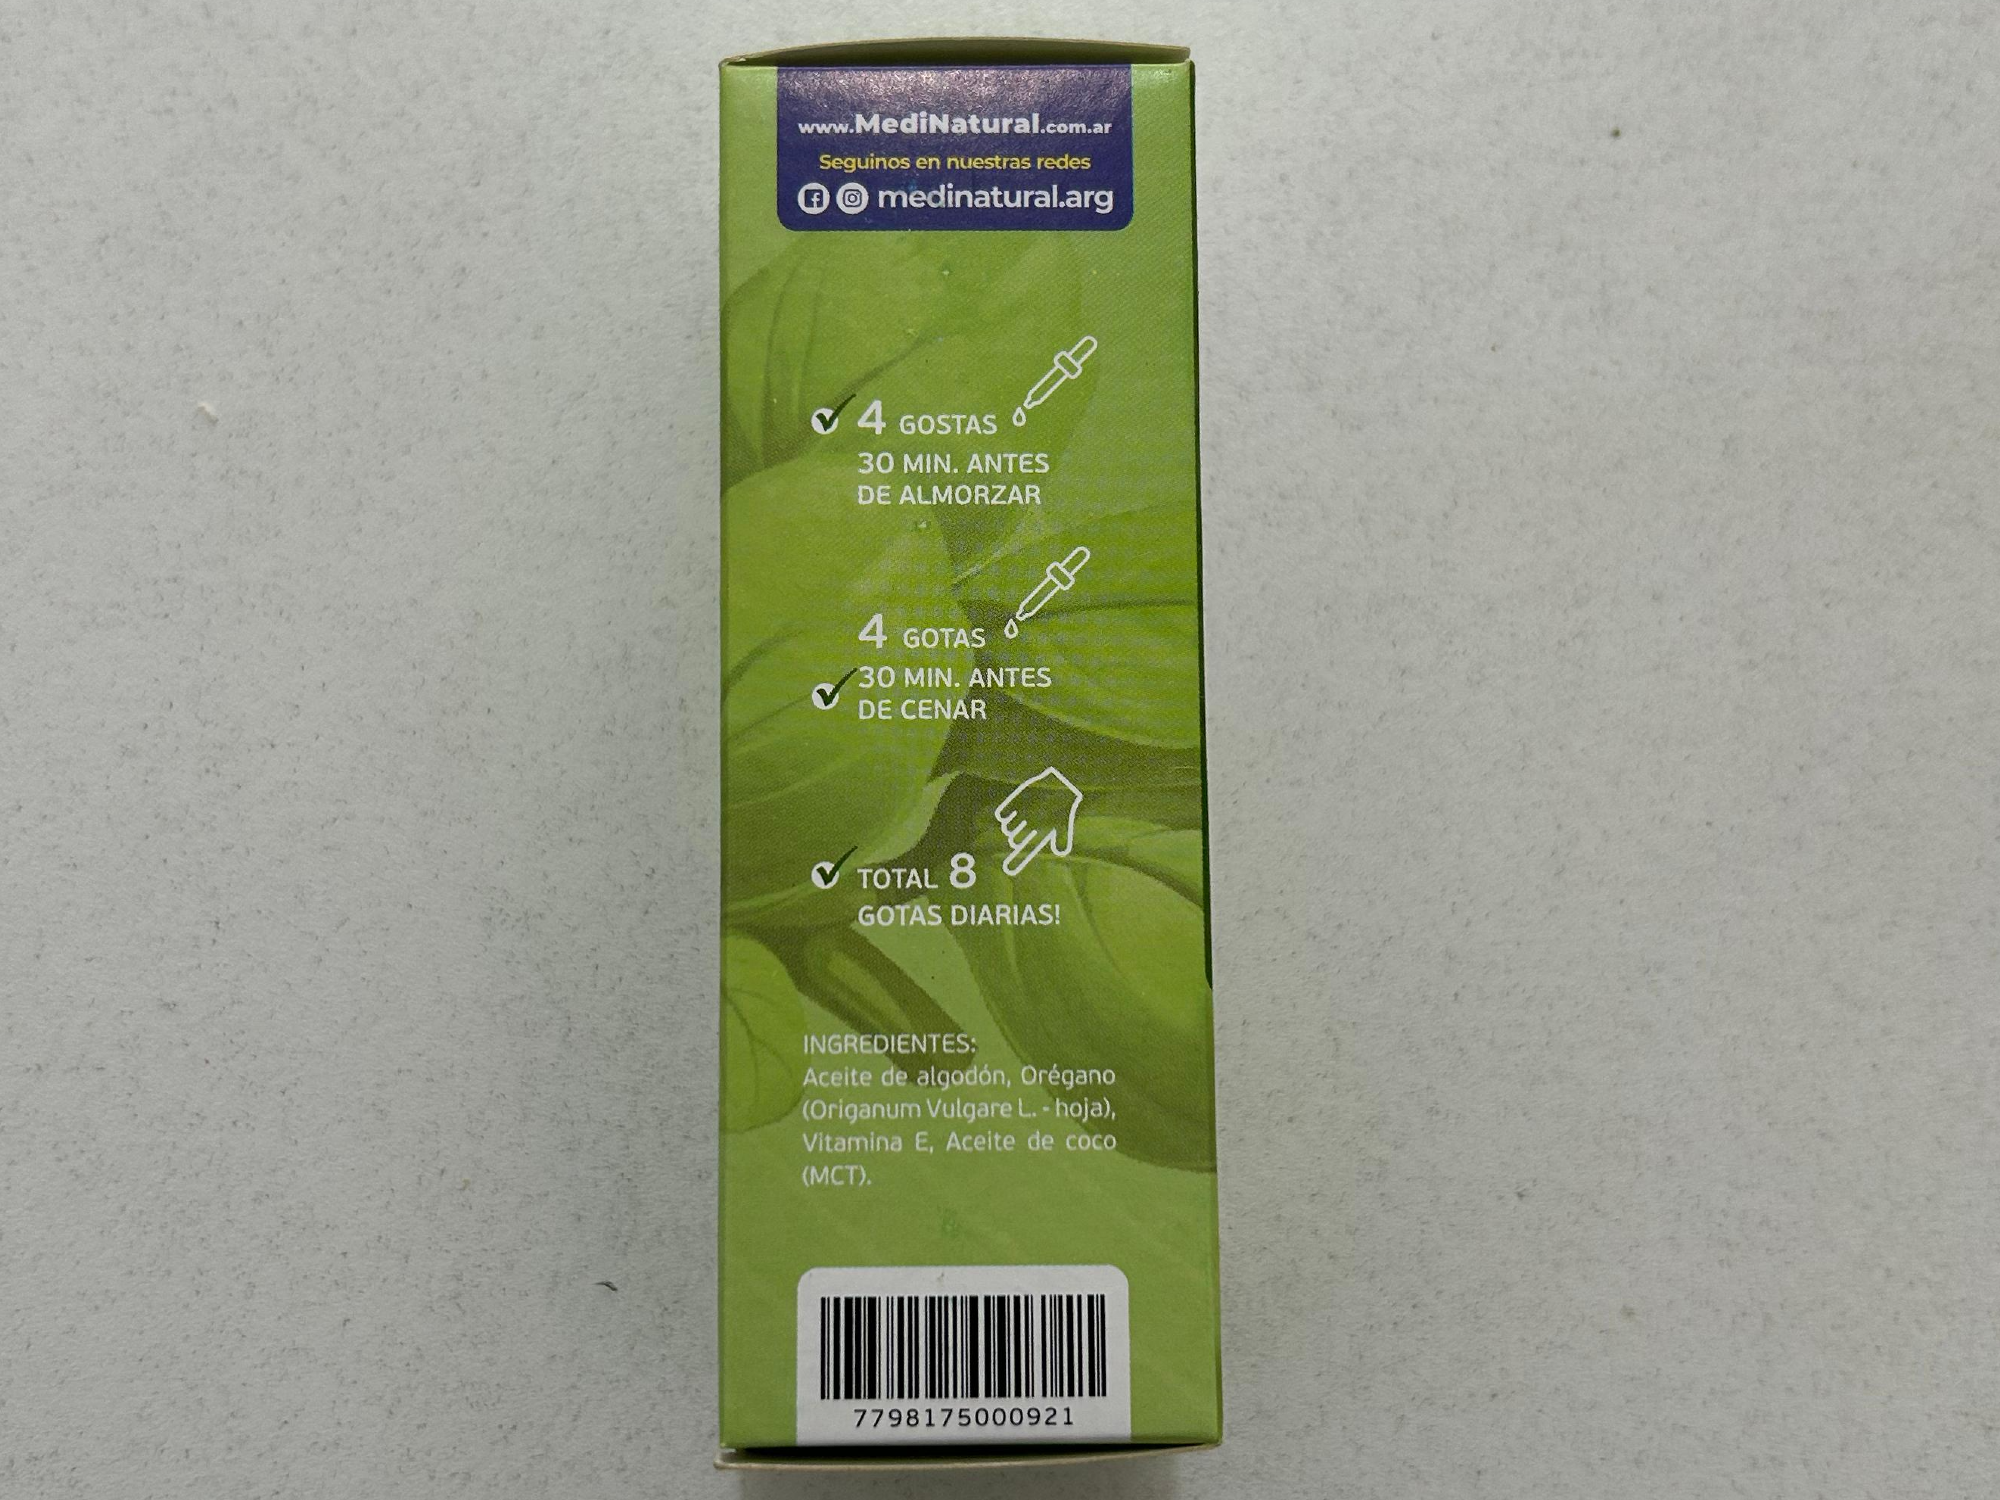 www.MediNatural.com.ar
Seguinos en nuestras redes
medinatural.arg
4 GOSTAS
30 MIN. ANTES
DE ALMORZAR
4 GOTAS
30 MIN. ANTES
DE CENAR
TOTAL 8
GOTAS DIARIAS!
INGREDIENTES:
Aceite de algodón, Orégano
(Origanum Vulgare L. - hoja),
Vitamina E, Aceite de coco
(MCT).
7798175000921